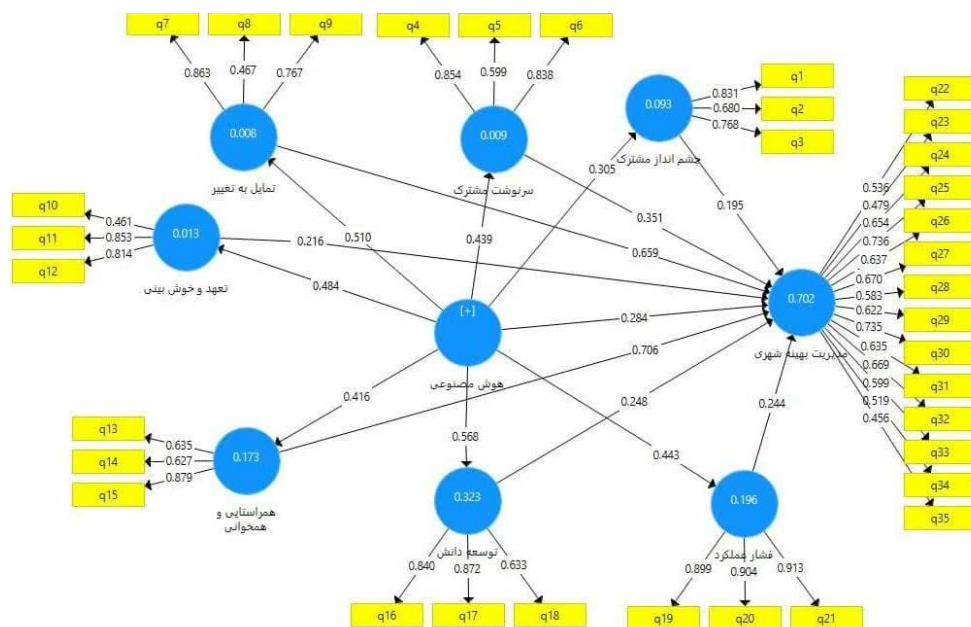 q7
q8
q9
q4
q5
q6
0.863
0.467
0.767
0.854
0.599
0.838
0.831
0.680
0.768
q1
q2
q3
0.008
0.009
0.093
تمایل به تغییر
سرنوشت مشترک
چشم انداز مشترک
q22
q23
q24
q25
q26
q27
q28
q29
q30
q31
q32
q33
q34
q35
0.536
0.479
0.654
0.736
0.637
0.670
0.583
0.622
0.735
0.635
0.669
0.599
0.519
0.456
q10
q11
q12
0.461
0.853
0.814
0.013
تعهد و خوش بینی
0.305
0.195
0.351
0.510
0.439
0.659
0.216
0.484
[+]
هوش مصنوعی
0.284
0.702
مدیریت بهینه شهری
0.706
0.416
0.248
0.244
0.568
0.443
q13
q14
q15
0.635
0.627
0.879
0.173
همراستایی و
همخوانی
0.323
توسعه دانش
0.196
فشار عملکرد
0.840
0.872
0.633
0.899
0.904
0.913
q16
q17
q18
q19
q20
q21